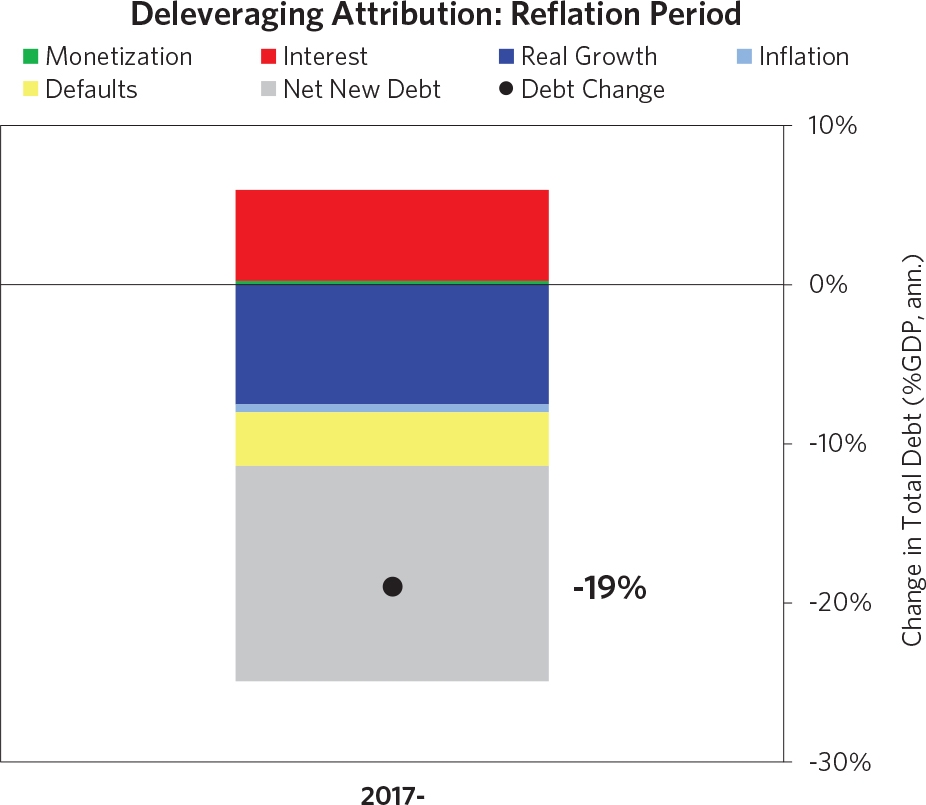 Deleveraging Attribution: Reflation Period
Monetization Interest Real Growth Inflation
Defaults Net New Debt Debt Change
10%
0%
-10%
-19%
-20%
-30%
Change in Total Debt (%GDP, ann.)
2017-